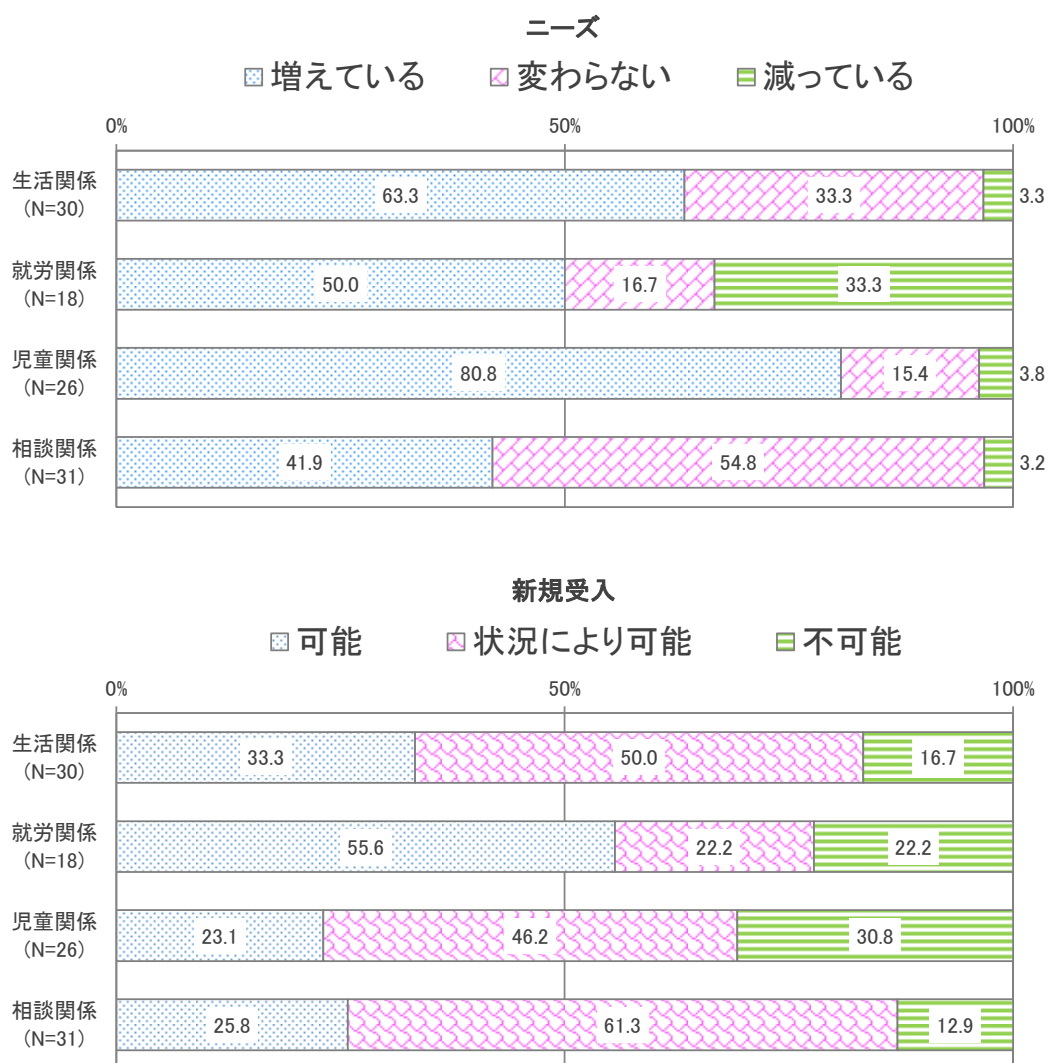 ニーズ
増えている 変わらない 減っている
0% 50% 100%
生活関係
(N=30)
63.3 33.3 3.3
就労関係
(N=18)
50.0 16.7 33.3
児童関係
(N=26)
80.8 15.4 3.8
相談関係
(N=31)
41.9 54.8 3.2
新規受入
可能 状況により可能 不可能
0% 50% 100%
生活関係
(N=30)
33.3 50.0 16.7
就労関係
(N=18)
55.6 22.2 22.2
児童関係
(N=26)
23.1 46.2 30.8
相談関係
(N=31)
25.8 61.3 12.9